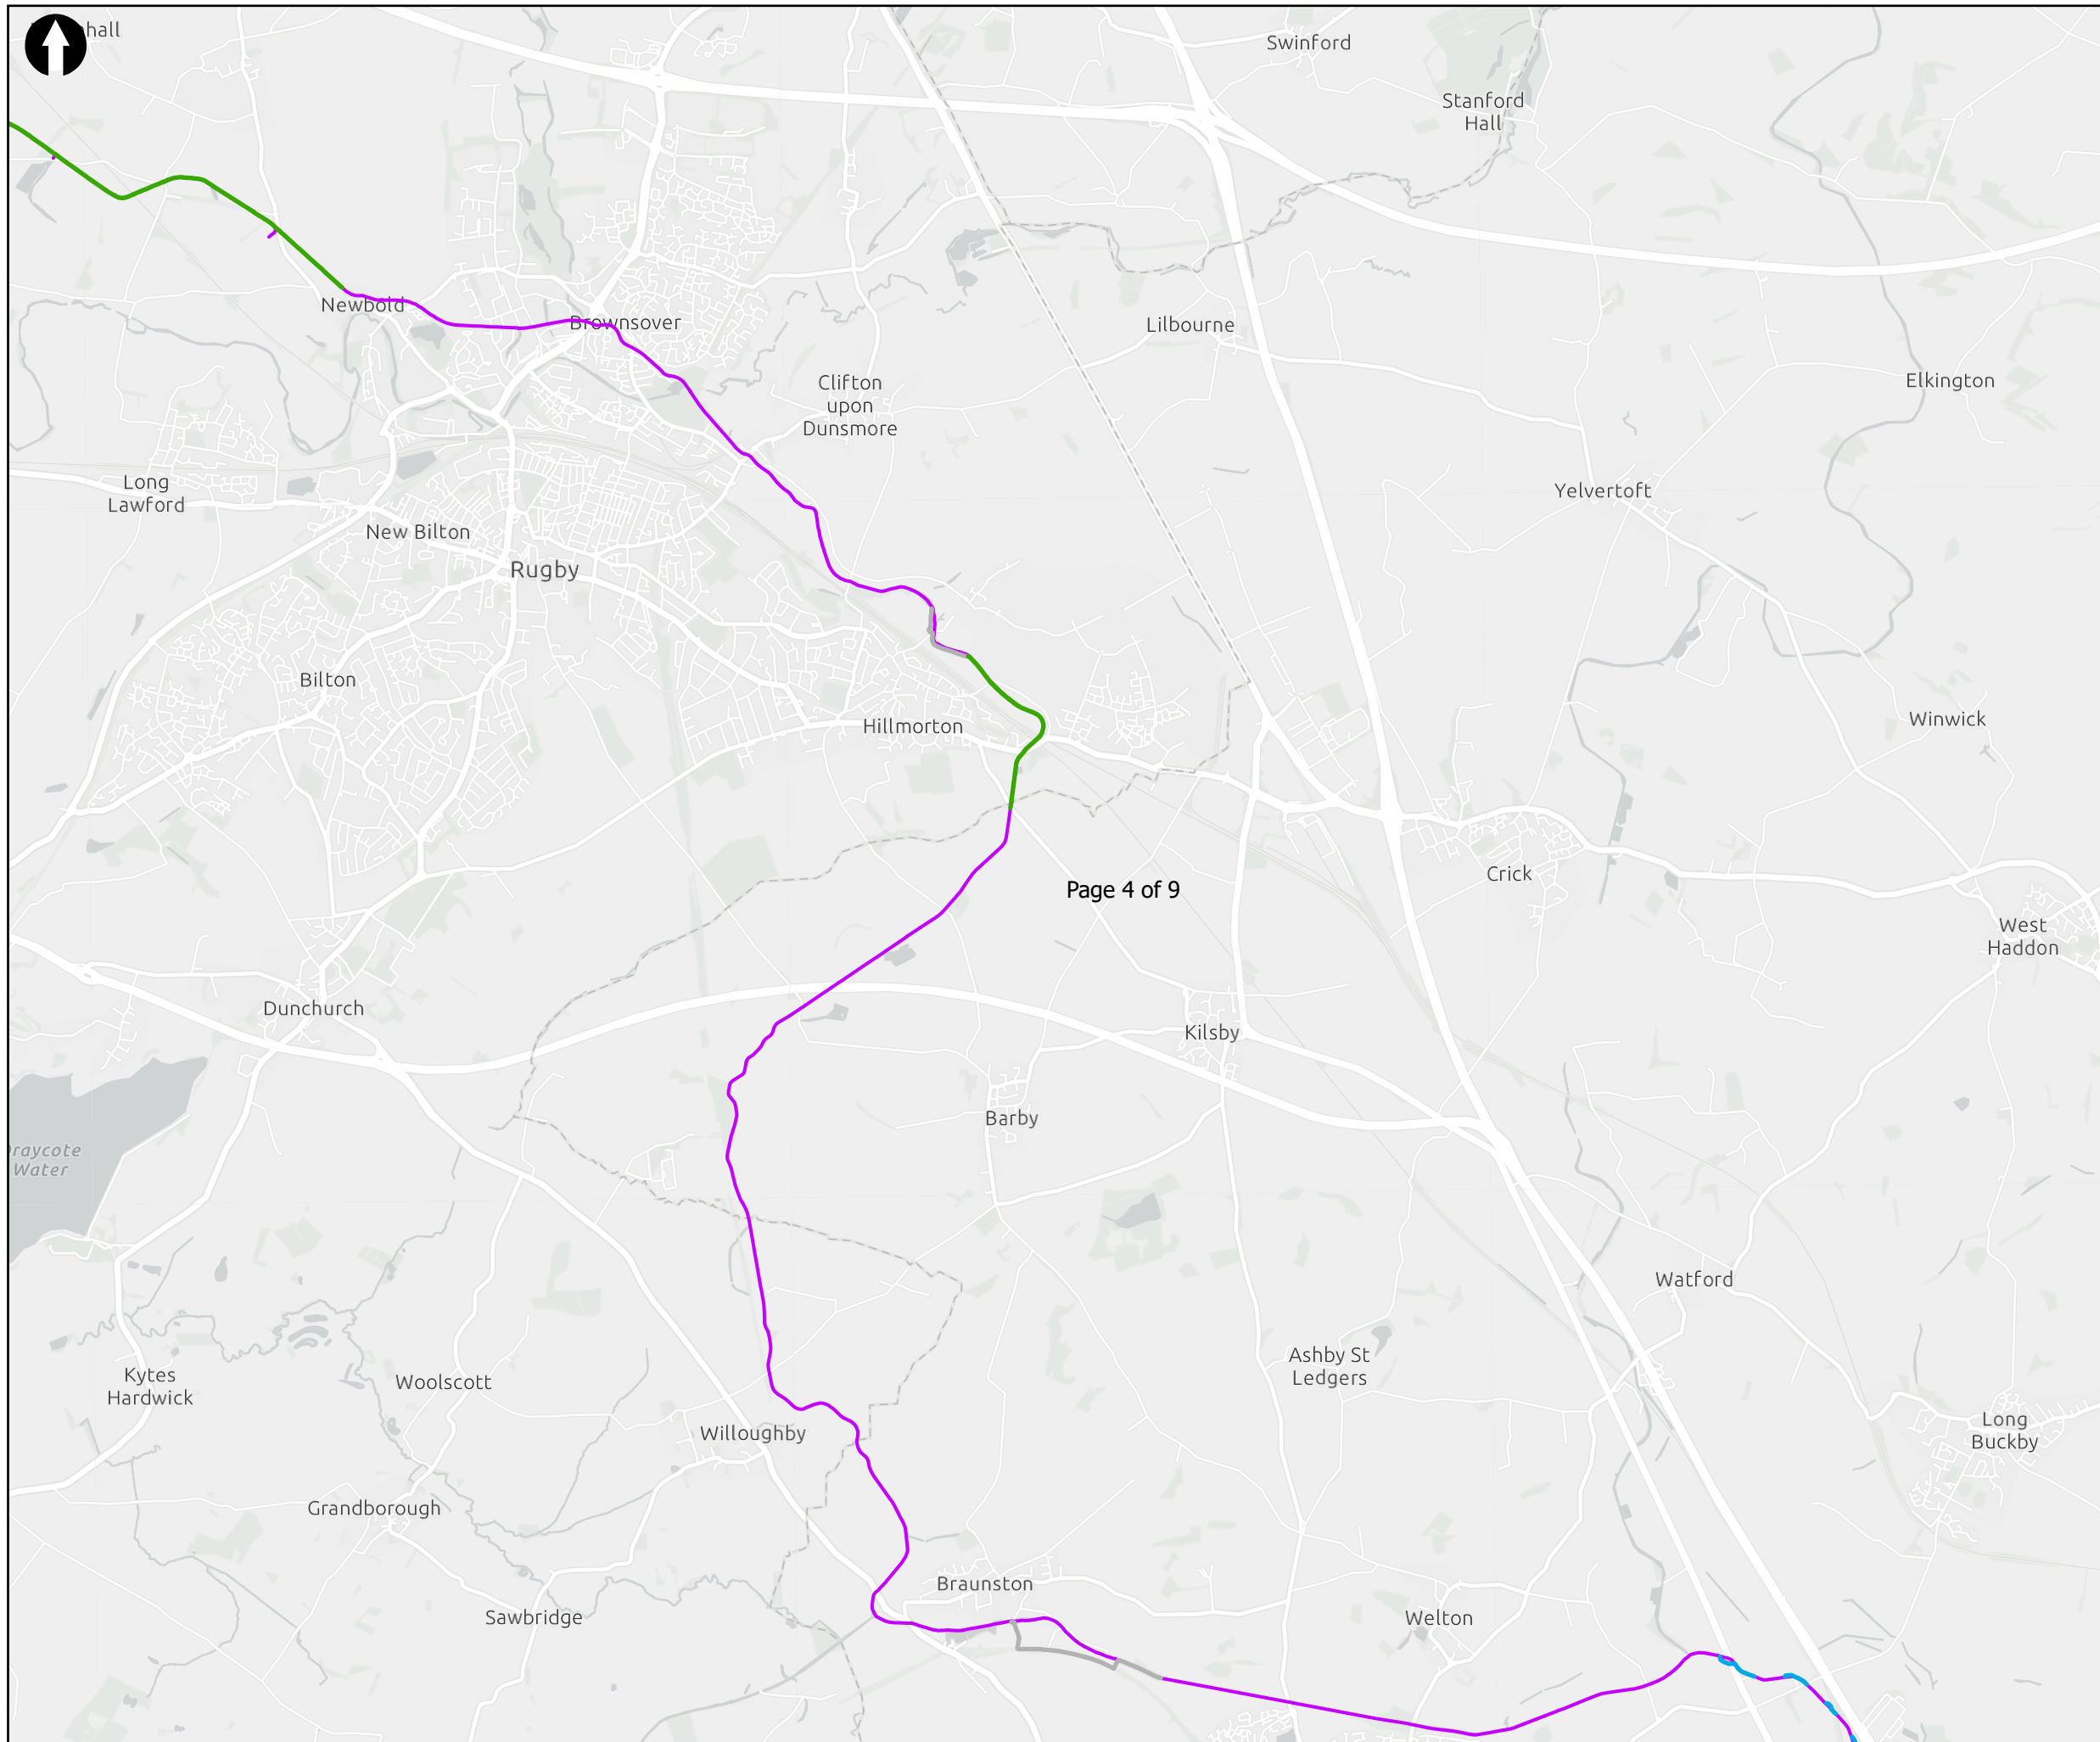 Swinford
Stanford
Hall
Newbold
Brownsover
Lilbourne
Clifton
upon
Dunsmore
Elkington
Long
Lawford
Yelvertoft
New Bilton
Rugby
Bilton
Hillmorton
Winwick
Crick
Page 4 of 9
West
Haddon
Dunchurch
Kilsby
Barby
Water
Watford
Ashby St
Ledgers
Kytes
Hardwick
Woolscott
Willoughby
Long
Buckby
Grandborough
Braunston
Sawbridge
Welton